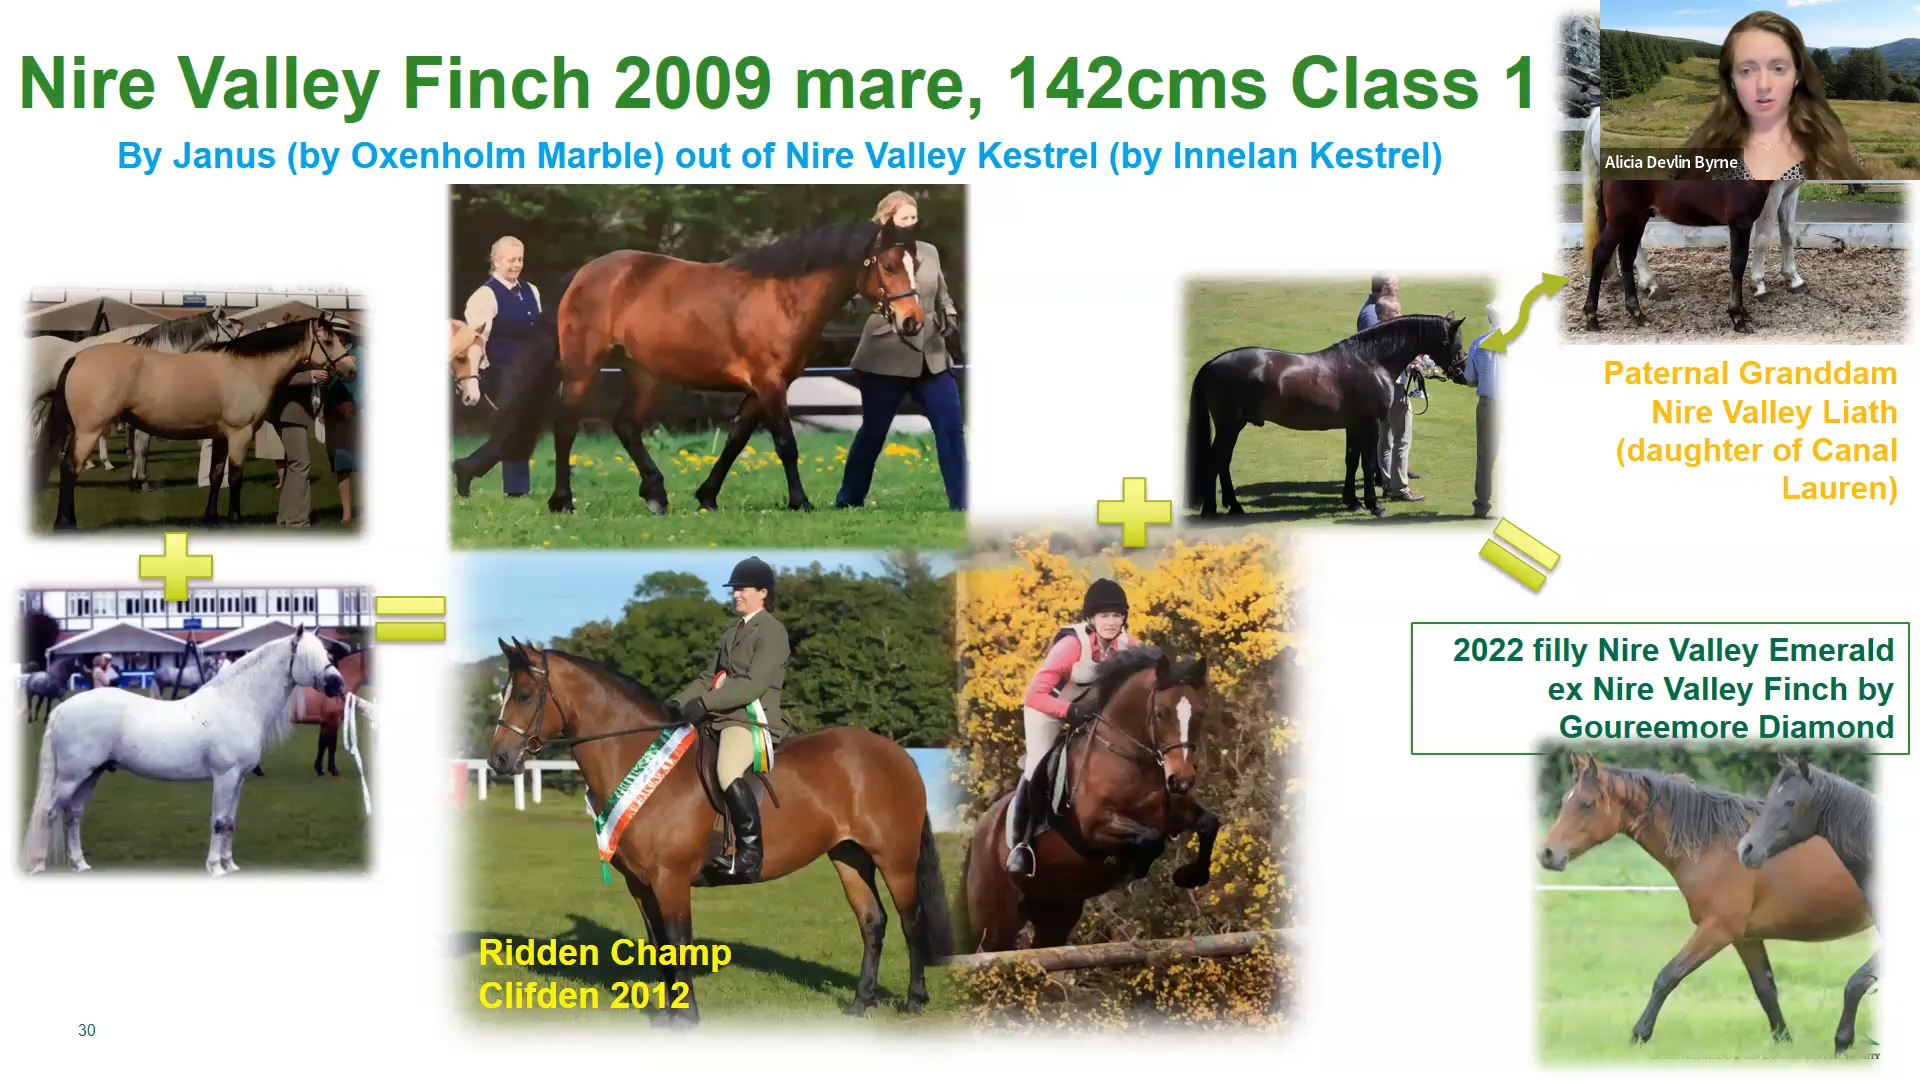 Nire Valley Finch 2009 mare, 142cms Class 1
By Janus (by Oxenholm Marble) out of Nire Valley Kestrel (by Innelan Kestrel)
Alicia Devlin Byrne
Paternal Granddam
Nire Valley Liath
(daughter of Canal
Lauren)
2022 filly Nire Valley Emerald
ex Nire Valley Finch by
Goureemore Diamond
Ridden Champ
Clifden 2012
30